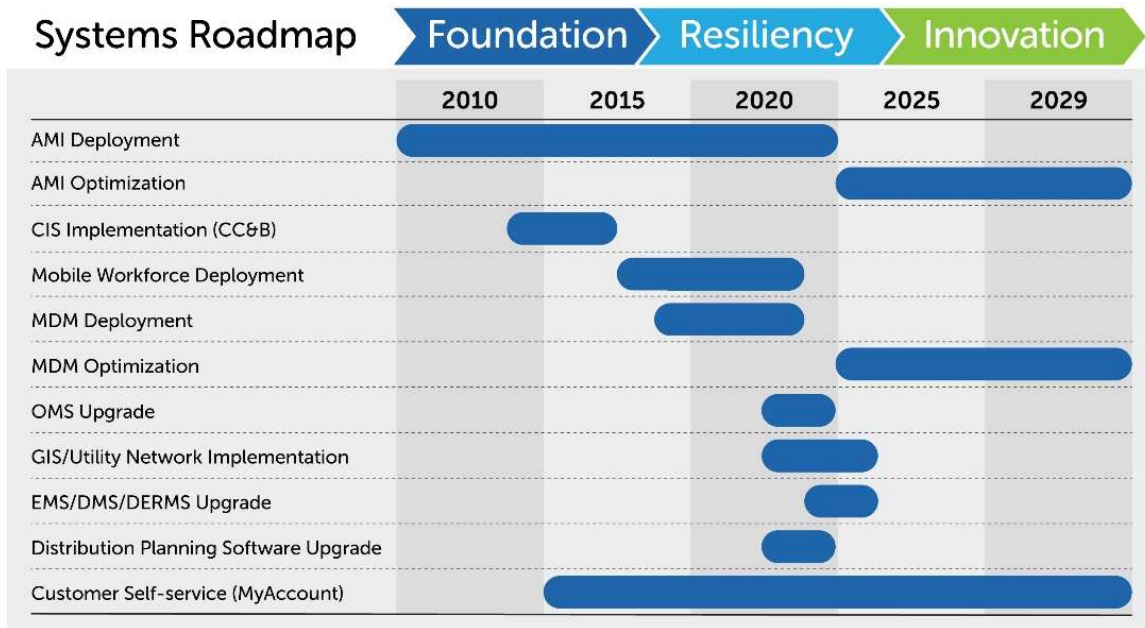 Systems Roadmap Foundation Resiliency Innovation
2010 2015 2020 2025 2029
AMI Deployment
AMI Optimization
CIS Implementation (CC&B)
Mobile Workforce Deployment
MDM Deployment
MDM Optimization
OMS Upgrade
GIS/Utility Network Implementation
EMS/DMS/DERMS Upgrade
Distribution Planning Software Upgrade
Customer Self-service (MyAccount)